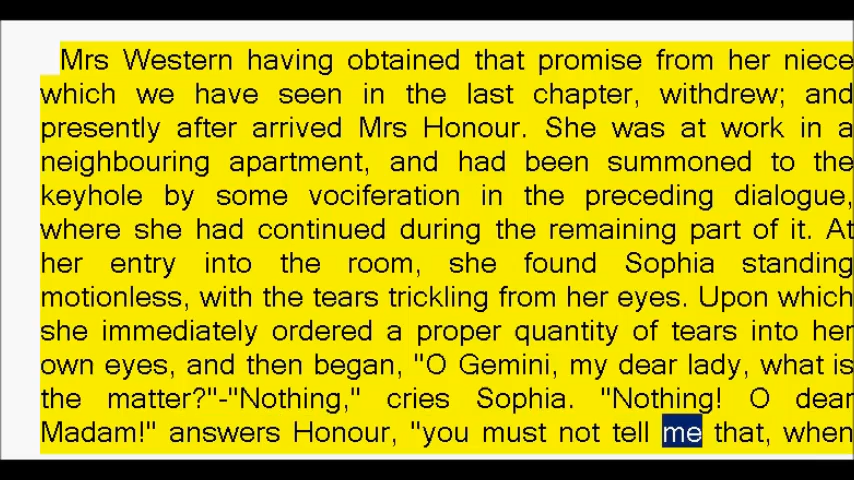 Mrs Western having obtained that promise from her niece
which we have seen in the last chapter, withdrew; and
presently after arrived Mrs Honour. She was at work in a
neighbouring apartment, and had been summoned to the
keyhole by some vociferation in the preceding dialogue,
where she had continued during the remaining part of it. At
her entry into the room, she found Sophia standing
motionless, with the tears trickling from her eyes. Upon which
she immediately ordered a proper quantity of tears into her
own eyes, and then began, "O Gemini, my dear lady, what is
the matter?"-"Nothing," cries Sophia. "Nothing! O dear
Madam!" answers Honour, "you must not tell me that, when